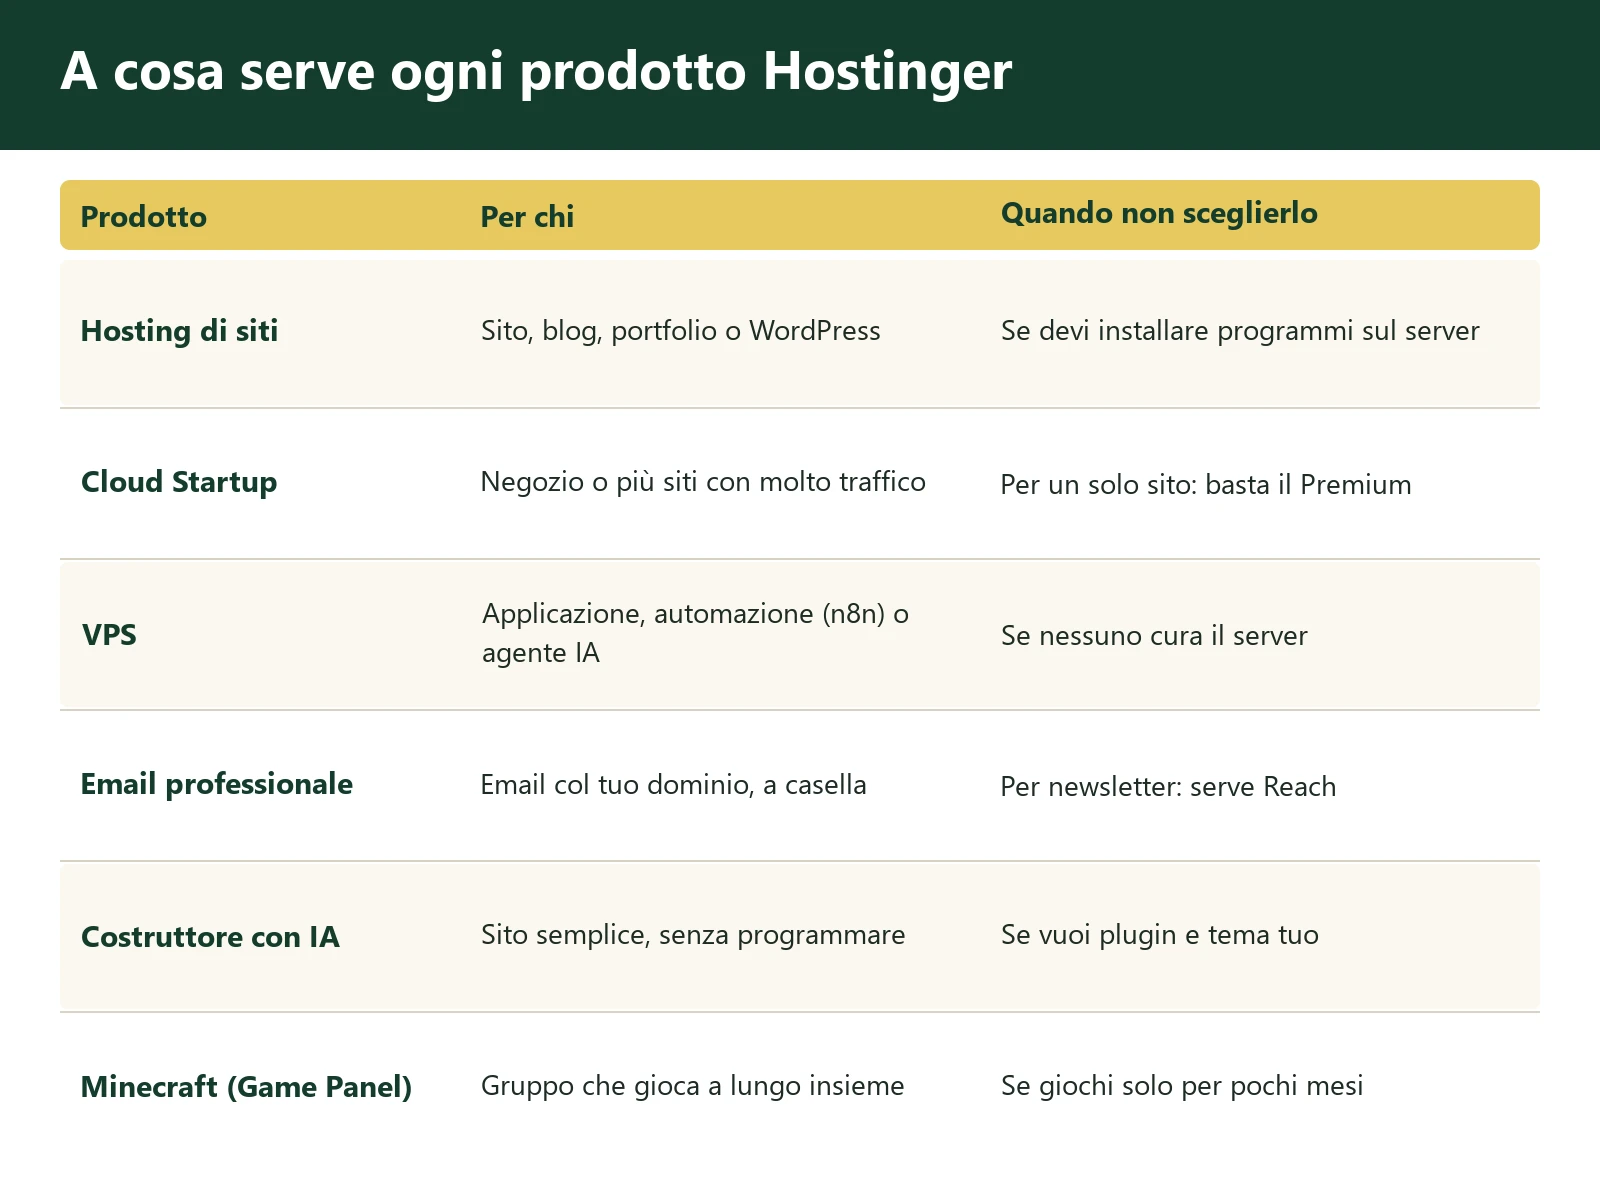 A cosa serve ogni prodotto Hostinger
Prodotto
Per chi
Quando non sceglierlo
Hosting di siti
Sito, blog, portfolio o WordPress
Se devi installare programmi sul server
Cloud Startup
Negozio o più siti con molto traffico
Per un solo sito: basta il Premium
VPS
Applicazione, automazione (n8n) o
agente IA
Se nessuno cura il server
Email professionale
Email col tuo dominio, a casella
Per newsletter: serve Reach
Costruttore con IA
Sito semplice, senza programmare
Se vuoi plugin e tema tuo
Minecraft (Game Panel)
Gruppo che gioca a lungo insieme
Se giochi solo per pochi mesi